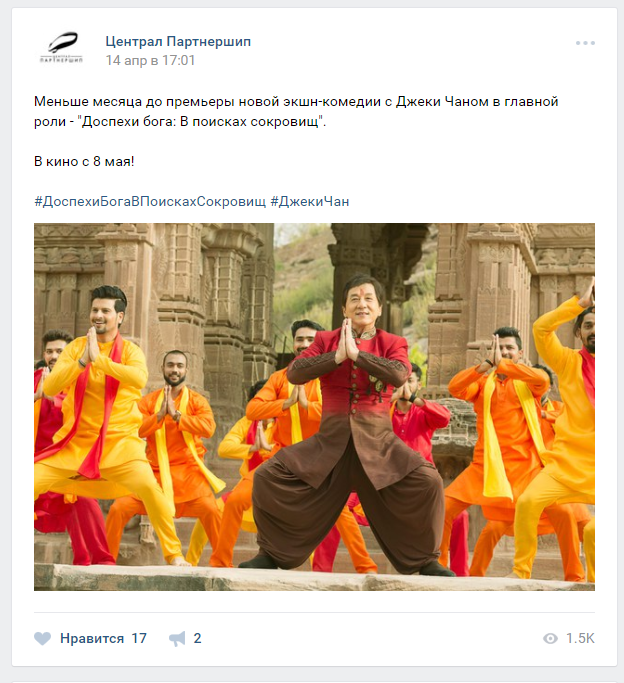 Централ Партнершип
14 апр в 17:01
ПАРТНЕРШИП
Меньше месяца до премьеры новой экшн-комедии с Джеки Чаном в главной
роли - "Доспехи бога: В поисках сокровищ".
В кино с 8 мая!
#ДоспехиБогаВПоискахСокровищ #ДжекиЧан
Нравится 17
2
1.5K